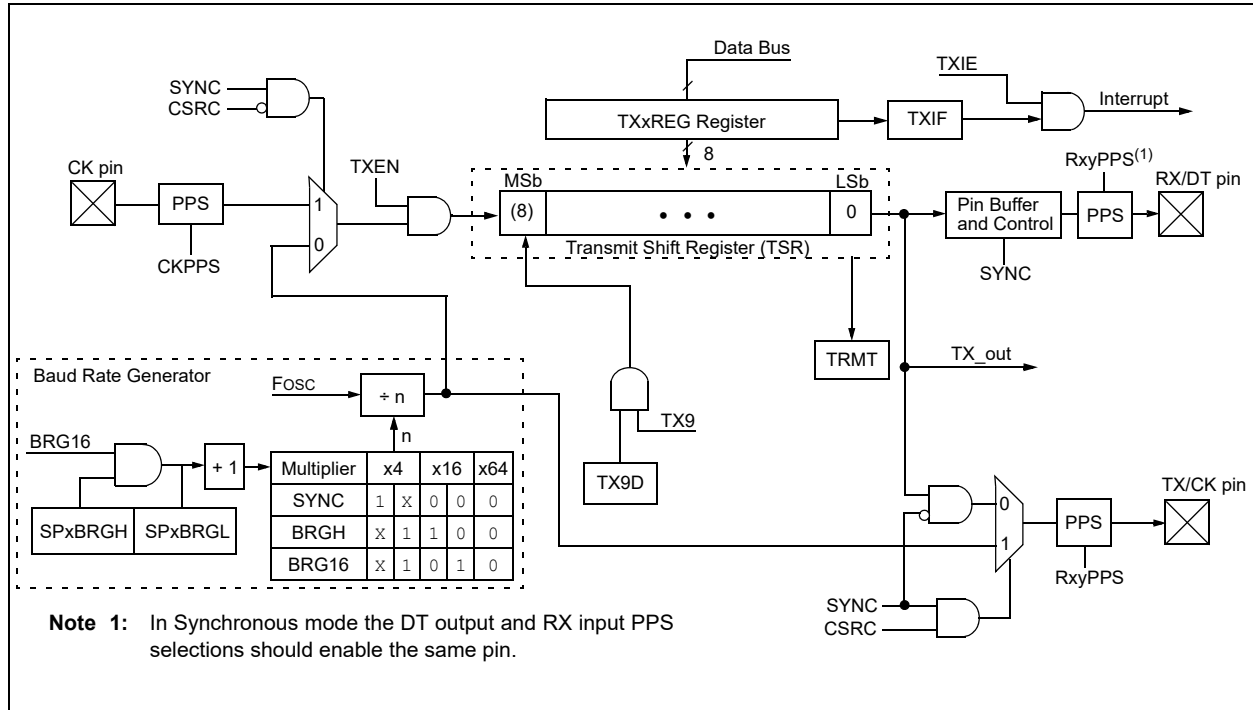 Data Bus
TXIE
SYNC
CSRC
Interrupt
TXxREG Register
TXIF
8
RxyPPS(1)
CK pin
TXEN
MSb
LSb
RX/DT pin
PPS
1
(8)
• • •
0
Pin Buffer
and Control
PPS
0
Transmit Shift Register (TSR)
CKPPS
SYNC
TRMT
TX_out
Baud Rate Generator
FOSC
÷ n
n
TX9
BRG16
+ 1
Multiplier x4 x16 x64
TX9D
SYNC 1 X 0 0 0
SPxBRGH SPxBRGL
BRGH X 1 1 0 0
BRG16 X 1 0 1 0
TX/CK pin
0
PPS
1
RxyPPS
SYNC
CSRC
Note 1: In Synchronous mode the DT output and RX input PPS
selections should enable the same pin.